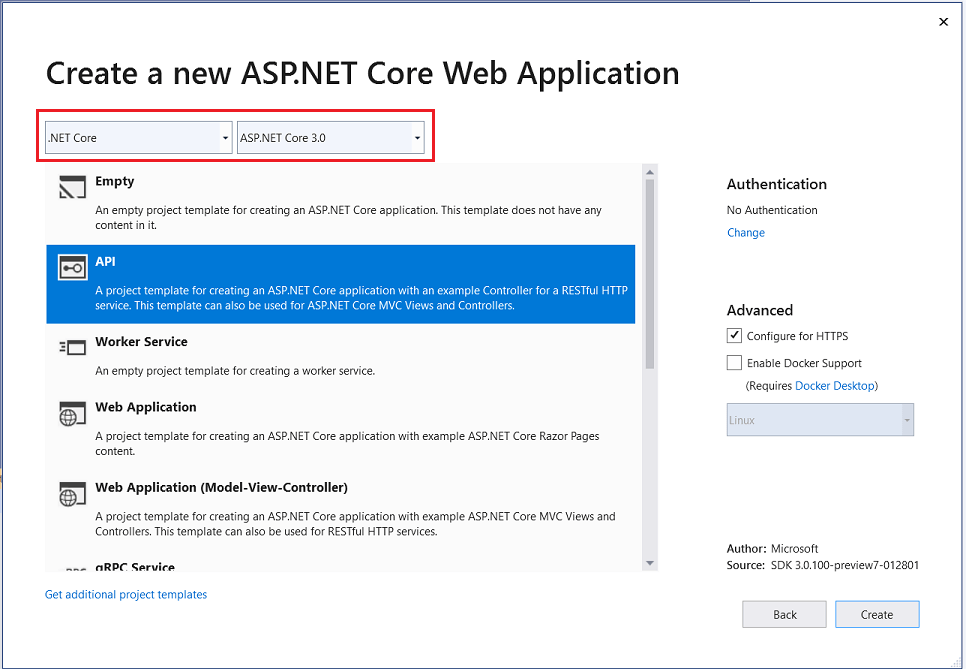 Create a new ASP.NET Core Web Application
.NET Core
ASP.NET Core 3.0
Empty
An empty project template for creating an ASP.NET Core application. This template does not have any
content in it.
API
A project template for creating an ASP.NET Core application with an example Controller for a RESTful HTTP
service. This template can also be used for ASP.NET Core MVC Views and Controllers.
Worker Service
An empty project template for creating a worker service.
Web Application
A project template for creating an ASP.NET Core application with example ASP.NET Core Razor Pages
content.
Web Application (Model-View-Controller)
A project template for creating an ASP.NET Core application with example ASP.NET Core MVC Views and
Controllers. This template can also be used for RESTful HTTP services.
gRPC Service
Get additional project templates
Authentication
No Authentication
Change
Advanced
Configure for HTTPS
Enable Docker Support
(Requires Docker Desktop)
Linux
Author: Microsoft
Source: SDK 3.0.100-preview7-012801
Back
Create